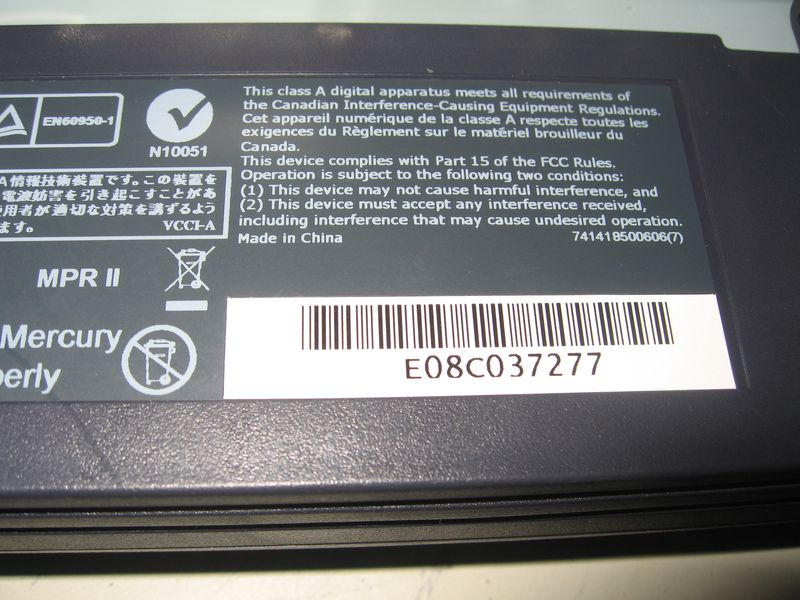 This class A digital apparatus meets all requirements of
the Canadian Interference-Causing Equipment Regulations.
Cet appareil numérique de la classe A respecte toutes les
exigences du Règlement sur le matériel brouilleur du
Canada.
This device complies with Part 15 of the FCC Rules.
Operation is subject to the following two conditions:
(1) This device may not cause harmful interference, and
(2) This device must accept any interference received,
including interference that may cause undesired operation.
Made in China 741418500606(7)
EN60950-1
N10051
A情報技術装置です。この装置を
電波妨害を引き起こすことがあ
使用者が適切な対策を講ずるよう
ます。 VCCI-A
MPR II
Mercury
perly
E08C037277